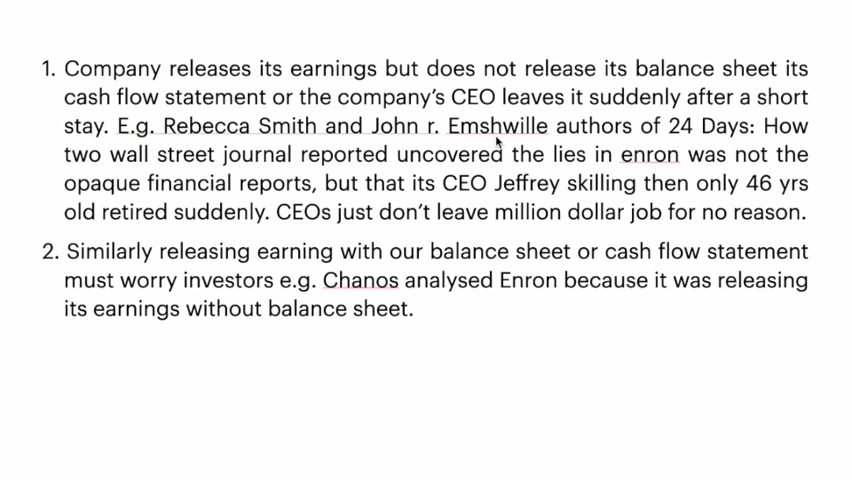 1. Company releases its earnings but does not release its balance sheet its
cash flow statement or the company's CEO leaves it suddenly after a short
stay. E.g. Rebecca Smith and John r. Emshwille authors of 24 Days: How
two wall street journal reported uncovered the lies in enron was not the
opaque financial reports, but that its CEO Jeffrey skilling then only 46 yrs
old retired suddenly. CEOs just don't leave million dollar job for no reason.
2. Similarly releasing earning with our balance sheet or cash flow statement
must worry investors e.g. Chanos analysed Enron because it was releasing
its earnings without balance sheet.